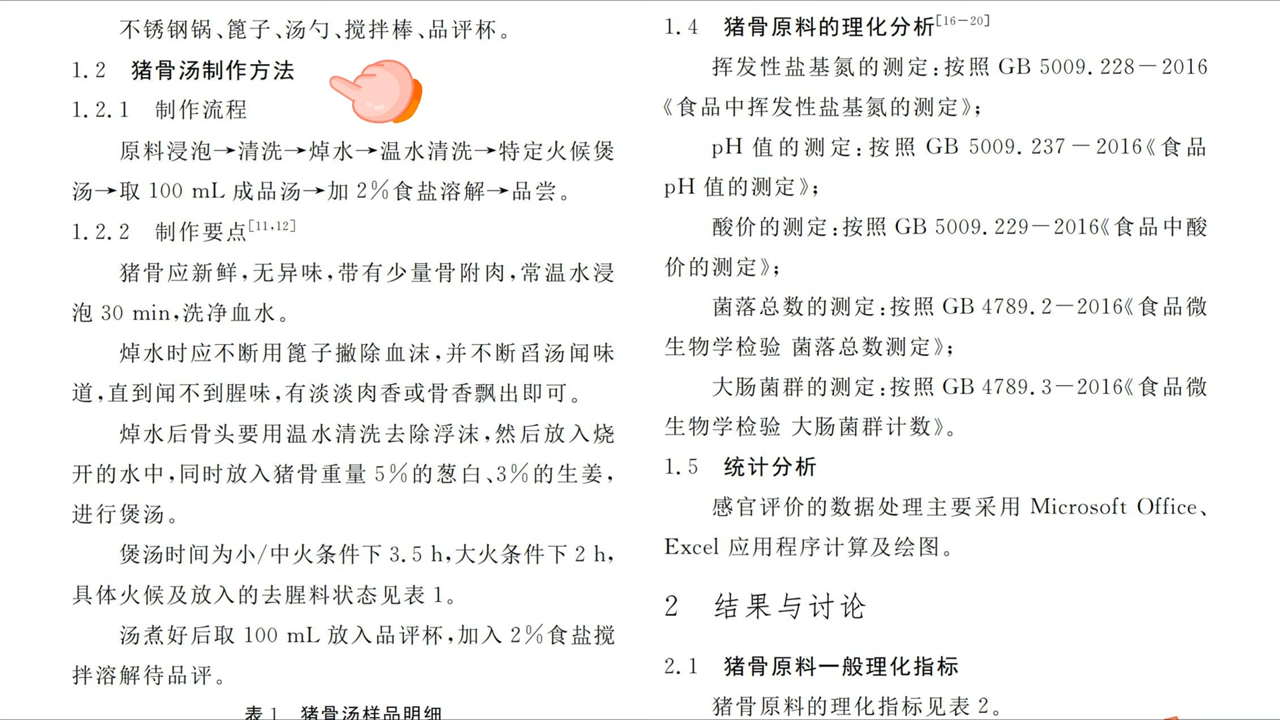 不锈钢锅、篦子、汤勺、搅拌棒、品评杯。
1.2 猪骨汤制作方法
1.2.1 制作流程
原料浸泡→清洗→焯水→温水清洗→特定火候煲
汤→取 100 mL 成品汤→加 2%食盐溶解→品尝。
1.2.2 制作要点[11,12]
猪骨应新鲜,无异味,带有少量骨附肉,常温水浸
泡 30 min,洗净血水。
焯水时应不断用篦子撇除血沫,并不断舀汤闻味
道,直到闻不到腥味,有淡淡肉香或骨香飘出即可。
焯水后骨头要用温水清洗去除浮沫,然后放入烧
开的水中,同时放入猪骨重量 5%的葱白、3%的生姜,
进行煲汤。
煲汤时间为小/中火条件下 3.5 h,大火条件下 2 h,
具体火候及放入的去腥料状态见表 1。
汤煮好后取 100 mL 放入品评杯,加入 2%食盐搅
拌溶解待品评。
表 1 猪骨汤样品明细
1.4 猪骨原料的理化分析[16-20]
挥发性盐基氮的测定:按照 GB 5009.228-2016
《食品中挥发性盐基氮的测定》;
pH 值的测定:按照 GB 5009.237-2016《食品
pH 值的测定》;
酸价的测定:按照 GB 5009.229-2016《食品中酸
价的测定》;
菌落总数的测定:按照 GB 4789.2-2016《食品微
生物学检验 菌落总数测定》;
大肠菌群的测定:按照 GB 4789.3-2016《食品微
生物学检验 大肠菌群计数》。
1.5 统计分析
感官评价的数据处理主要采用 Microsoft Office、
Excel 应用程序计算及绘图。
2 结果与讨论
2.1 猪骨原料一般理化指标
猪骨原料的理化指标见表 2。